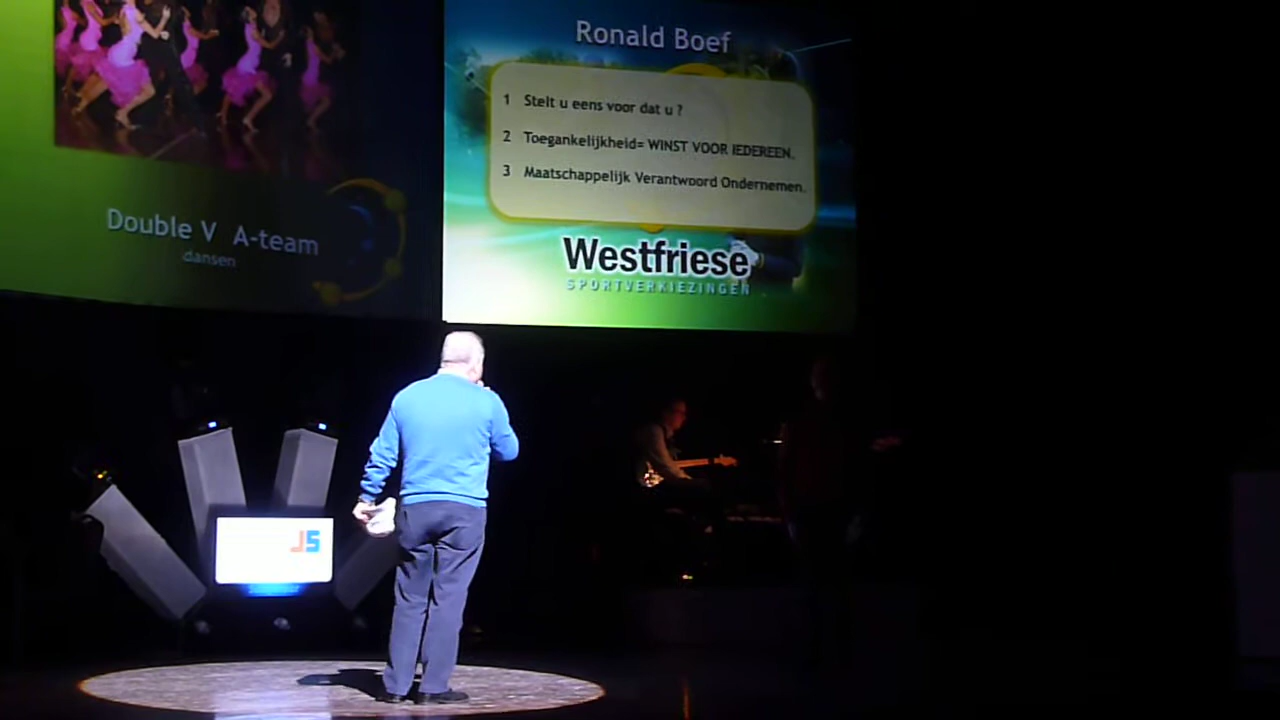 Ronald Boef
1 Stelt u eens voor dat u ?
2 Toegankelijkheid= WINST VOOR IEDEREEN.
3 Maatschappelijk Verantwoord Ondernemen.
Westfriese
SPORTVERKIEZINGEN
Double V A-team
dansen
J5